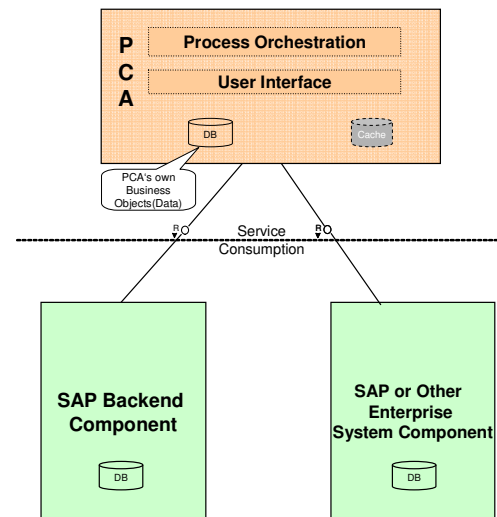 P
C
A
Process Orchestration
User Interface
DB
Cache
PCA's own
Business
Objects(Data)
R
R
Service
Consumption
SAP Backend
Component
DB
SAP or Other
Enterprise
System Component
DB